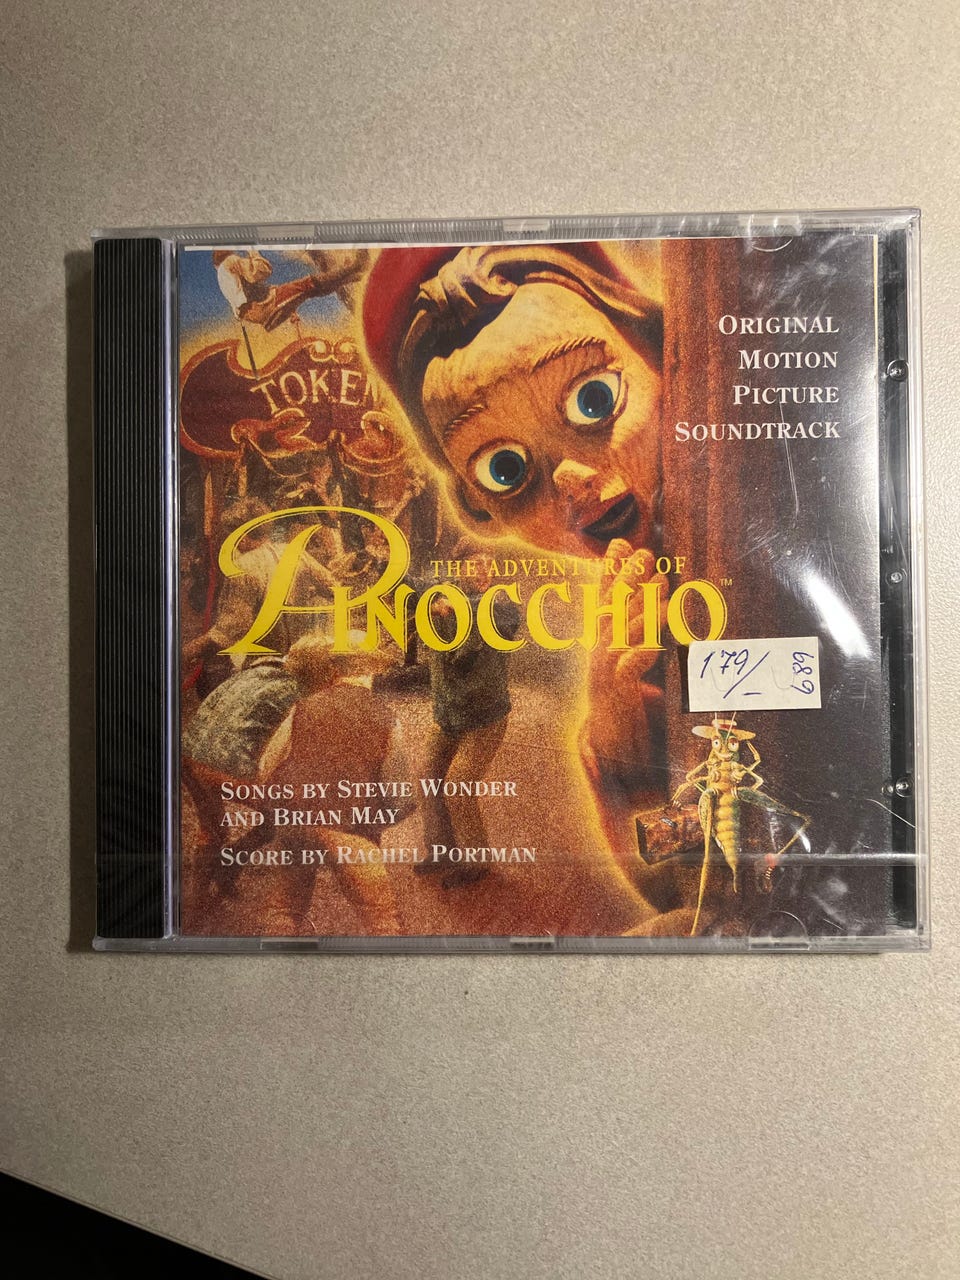 ORIGINAL
MOTION
PICTURE
SOUNDTRACK
TOKEN
THE ADVENTURES OF
PINOCCHIO™
179/-
689
SONGS BY STEVIE WONDER
AND BRIAN MAY
SCORE BY RACHEL PORTMAN